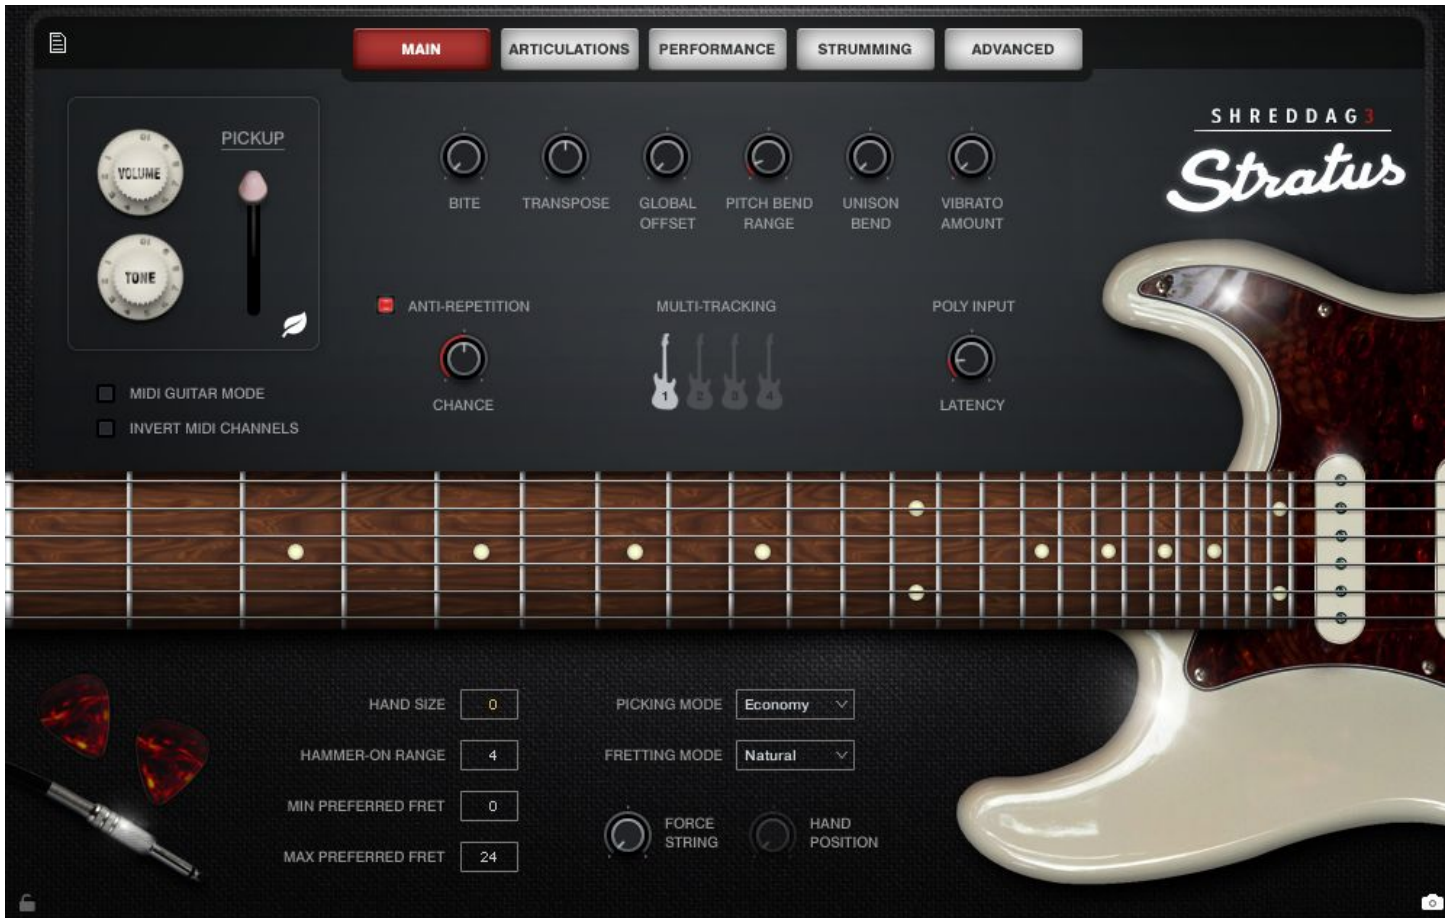 MAIN
ARTICULATIONS
PERFORMANCE
STRUMMING
ADVANCED
SHREDDAG3
Stratus
PICKUP
VOLUME
TONE
BITE
TRANSPOSE
GLOBAL
OFFSET
PITCH BEND
RANGE
UNISON
BEND
VIBRATO
AMOUNT
ANTI-REPETITION
CHANCE
MULTI-TRACKING
1
2
3
4
POLY INPUT
LATENCY
MIDI GUITAR MODE
INVERT MIDI CHANNELS
HAND SIZE 0
HAMMER-ON RANGE 4
MIN PREFERRED FRET 0
MAX PREFERRED FRET 24
PICKING MODE Economy
FRETTING MODE Natural
FORCE
STRING
HAND
POSITION